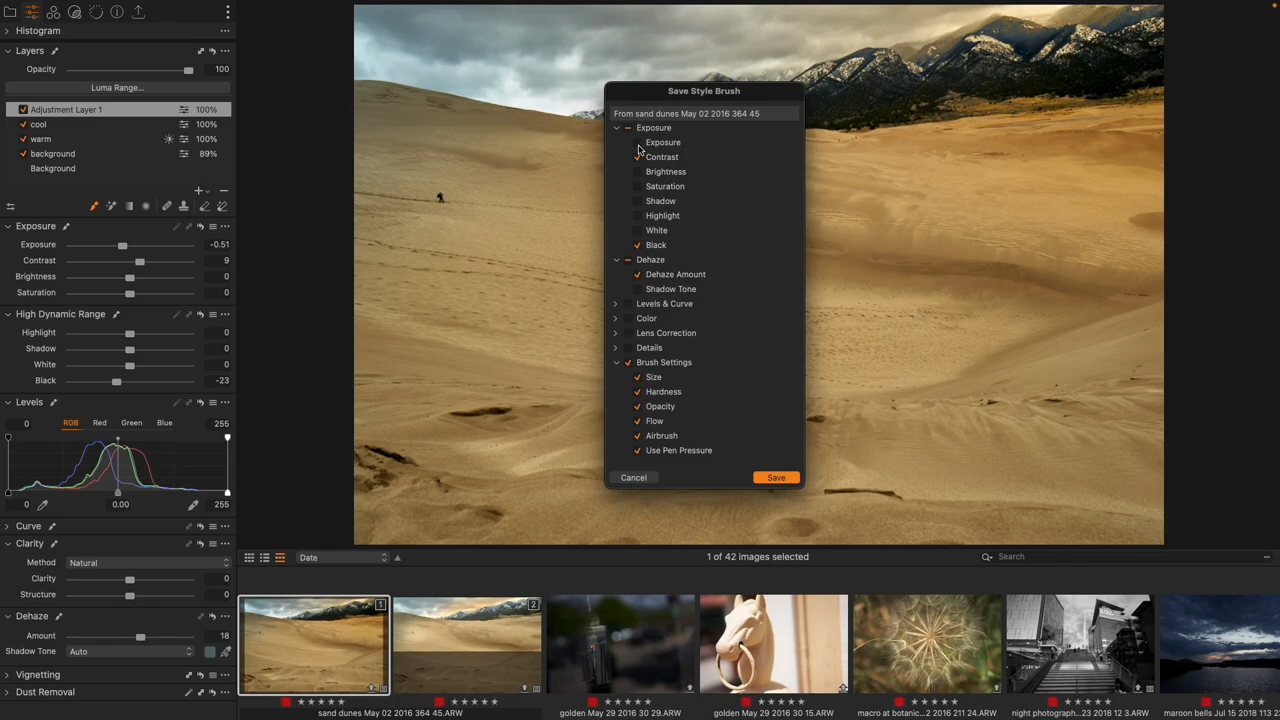 Histogram
Layers
Opacity 100
Luma Range...
Adjustment Layer 1 100%
cool 100%
warm 100%
background 89%
Background
Exposure
Exposure -0.51
Contrast 9
Brightness 0
Saturation 0
High Dynamic Range
Highlight 0
Shadow 0
White 0
Black -23
Levels
0 RGB Red Green Blue 255
0 0.00 255
Curve
Clarity
Method Natural
Clarity 0
Structure 0
Dehaze
Amount 18
Shadow Tone Auto
Vignetting
Dust Removal
Save Style Brush
From sand dunes May 02 2016 364 45
Exposure
Exposure
Contrast
Brightness
Saturation
Shadow
Highlight
White
Black
Dehaze
Dehaze Amount
Shadow Tone
Levels & Curve
Color
Lens Correction
Details
Brush Settings
Size
Hardness
Opacity
Flow
Airbrush
Use Pen Pressure
Cancel Save
Date 1 of 42 images selected Search
1 2
sand dunes May 02 2016 364 45.ARW golden May 29 2016 30 29.ARW golden May 29 2016 30 15.ARW macro at botanic...2 2016 211 24.ARW night photograph...23 2018 12 3.ARW maroon bells Jul 15 2018 113 2